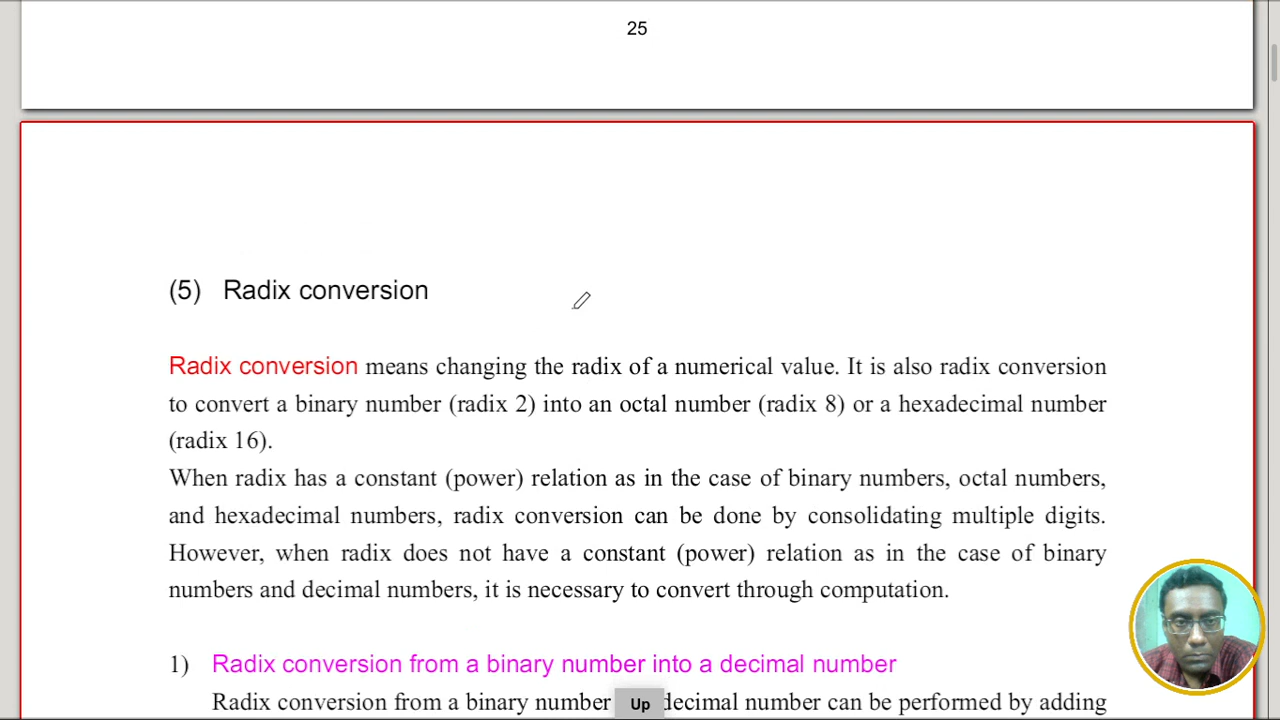 25
(5) Radix conversion
Radix conversion means changing the radix of a numerical value. It is also radix conversion
to convert a binary number (radix 2) into an octal number (radix 8) or a hexadecimal number
(radix 16).
When radix has a constant (power) relation as in the case of binary numbers, octal numbers,
and hexadecimal numbers, radix conversion can be done by consolidating multiple digits.
However, when radix does not have a constant (power) relation as in the case of binary
numbers and decimal numbers, it is necessary to convert through computation.
1) Radix conversion from a binary number into a decimal number
Radix conversion from a binary number decimal number can be performed by adding
Up